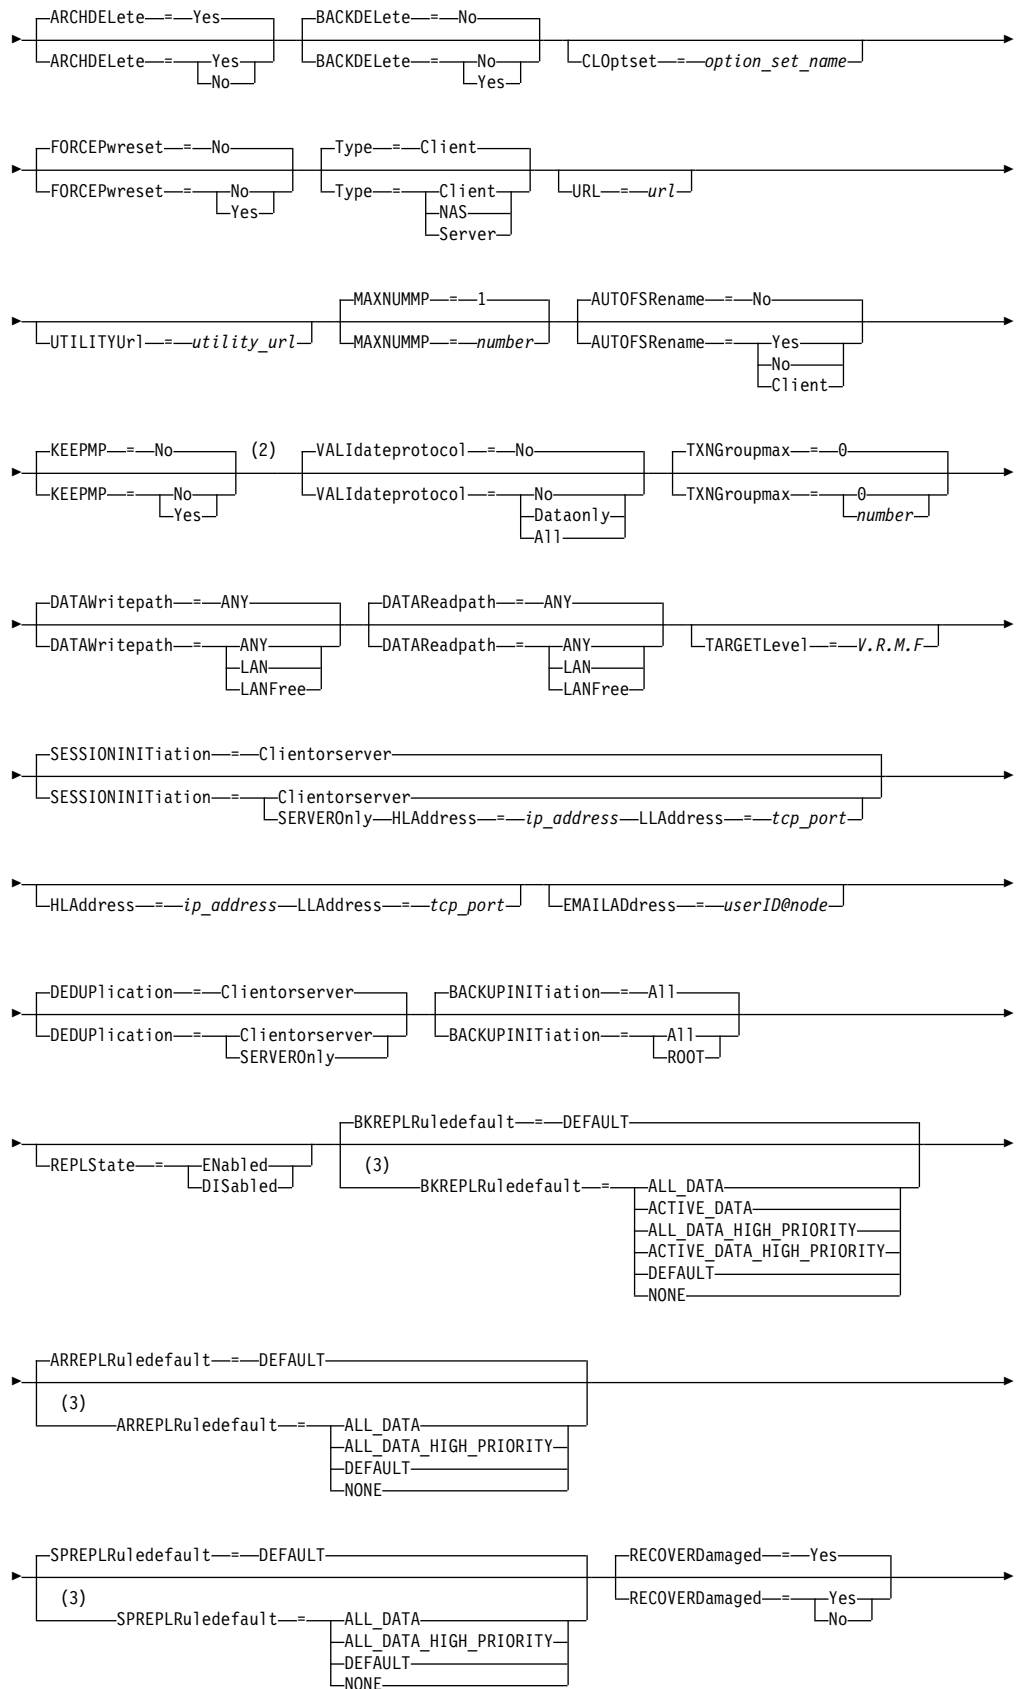 ARCHDELete = Yes BACKDELete = No
ARCHDELete = Yes BACKDELete = No CLOptset = option_set_name
No Yes
FORCEPwreset = No Type = Client
FORCEPwreset = No Type = Client URL = url
Yes NAS
Server
MAXNUMMP = 1 AUTOFSRename = No
UTILITYUrl = utility_url MAXNUMMP = number AUTOFSRename = Yes
No
Client
KEEPMP = No (2) VALIdateprotocol = No TXNGroupmax = 0
KEEPMP = No VALIdateprotocol = No TXNGroupmax = 0
Yes Dataonly number
All
DATAWritepath = ANY DATAReadpath = ANY
DATAWritepath = ANY DATAReadpath = ANY TARGETLevel = V.R.M.F
LAN LAN
LANFree LANFree
SESSIONINITiation = Clientorserver
SESSIONINITiation = Clientorserver
SERVEROnly HLAddress = ip_address LLAddress = tcp_port
HLAddress = ip_address LLAddress = tcp_port EMAILADdress = userID@node
DEDUPlication = Clientorserver BACKUPINITiation = All
DEDUPlication = Clientorserver BACKUPINITiation = All
SERVEROnly ROOT
BKREPLRuledefault = DEFAULT
REPLState = ENabled (3)
DISabled BKREPLRuledefault = ALL_DATA
ACTIVE_DATA
ALL_DATA_HIGH_PRIORITY
ACTIVE_DATA_HIGH_PRIORITY
DEFAULT
NONE
ARREPLRuledefault = DEFAULT
(3)
ARREPLRuledefault = ALL_DATA
ALL_DATA_HIGH_PRIORITY
DEFAULT
NONE
SPREPLRuledefault = DEFAULT RECOVERDamaged = Yes
(3) RECOVERDamaged = Yes
SPREPLRuledefault = ALL_DATA No
ALL_DATA_HIGH_PRIORITY
DEFAULT
NONE